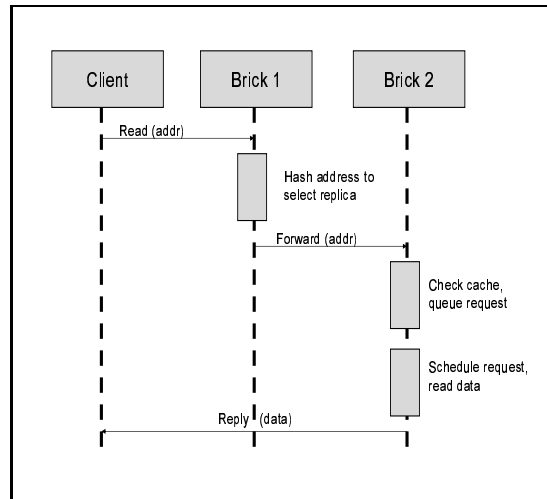 Client
Brick 1
Brick 2
Read (addr)
Hash address to
select replica
Forward (addr)
Check cache,
queue request
Schedule request,
read data
Reply (data)